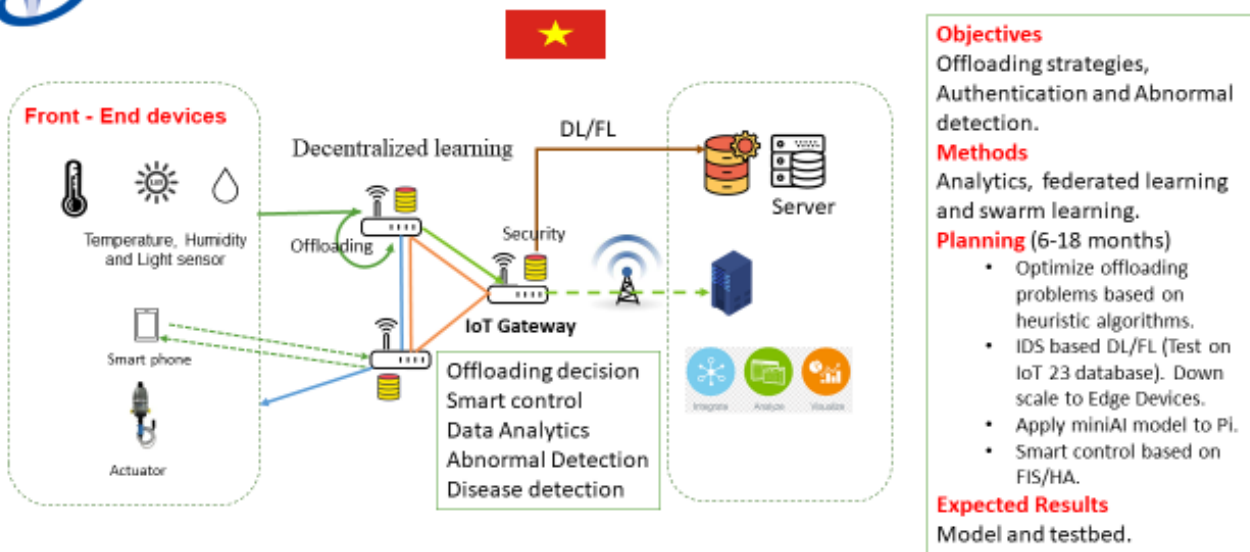 Front - End devices
Temperature, Humidity
and Light sensor
Smart phone
Actuator
Decentralized learning
DL/FL
Offloading
Security
IoT Gateway
Offloading decision
Smart control
Data Analytics
Abnormal Detection
Disease detection
Server
Integrate
Analyze
Visualize
Objectives
Offloading strategies,
Authentication and Abnormal
detection.
Methods
Analytics, federated learning
and swarm learning.
Planning (6-18 months)
• Optimize offloading
problems based on
heuristic algorithms.
• IDS based DL/FL (Test on
IoT 23 database). Down
scale to Edge Devices.
• Apply miniAI model to Pi.
• Smart control based on
FIS/HA.
Expected Results
Model and testbed.